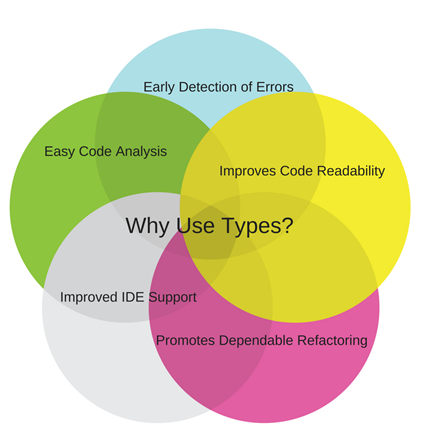 Early Detection of Errors
Easy Code Analysis
Improves Code Readability
Why Use Types?
Improved IDE Support
Promotes Dependable Refactoring